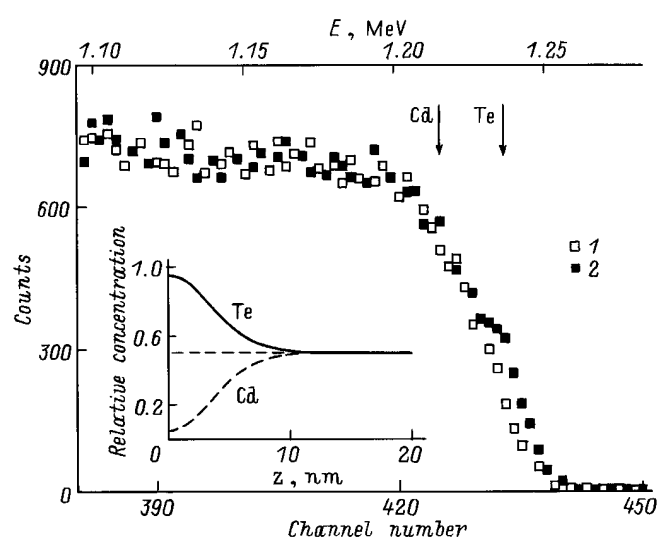 E, MeV
1.10 1.15 1.20 1.25
900
Cd Te
600
1
2
Counts
300
0
Relative concentration
1.0
Te
0.6
Cd
0.2
0 10 20
z, nm
390 420 450
Channel number